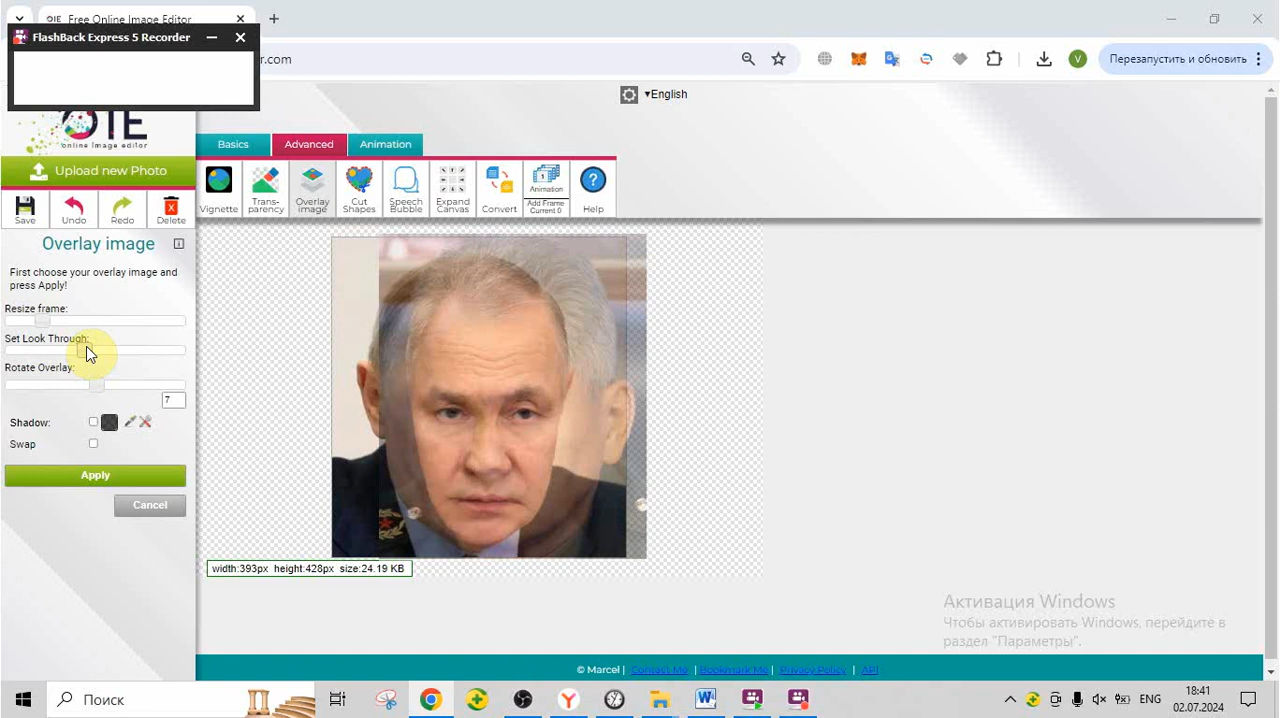 Free Online Image Editor
FlashBack Express 5 Recorder
r.com
V
Перезапустить и обновить
▾English
OIE
online image editor
Upload new Photo
Basics
Advanced
Animation
Save
Undo
Redo
Delete
Vignette
Trans-
parency
Overlay
image
Cut
Shapes
Speech
Bubble
Expand
Canvas
Convert
Animation
Add Frame
Current 0
Help
Overlay image
First choose your overlay image and
press Apply!
Resize frame:
Set Look Through:
Rotate Overlay:
7
Shadow:
Swap
Apply
Cancel
width:393px height:428px size:24.19 KB
Активация Windows
Чтобы активировать Windows, перейдите в
раздел "Параметры".
© Marcel | Contact Me | Bookmark Me | Privacy Policy | API
Поиск
ENG
18:41
02.07.2024